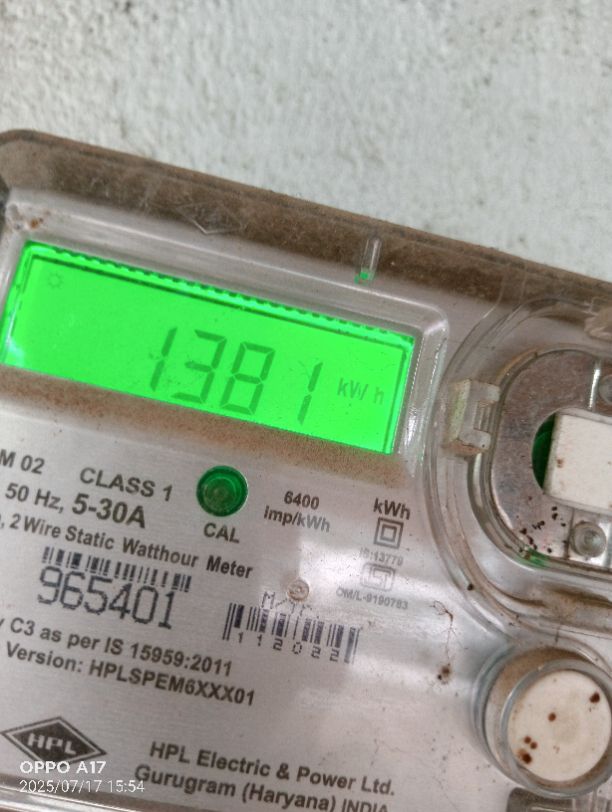 1381 kWh
M 02 CLASS 1
50 Hz, 5-30A
CAL
6400
imp/kWh
kWh
, 2 Wire Static Watthour Meter
IS:13779
CM/L-9190783
965401
112022
C3 as per IS 15959:2011
Version: HPLSPEM6XXX01
HPL
HPL Electric & Power Ltd.
Gurugram (Haryana) INDIA
OPPO A17
2025/07/17 15:54